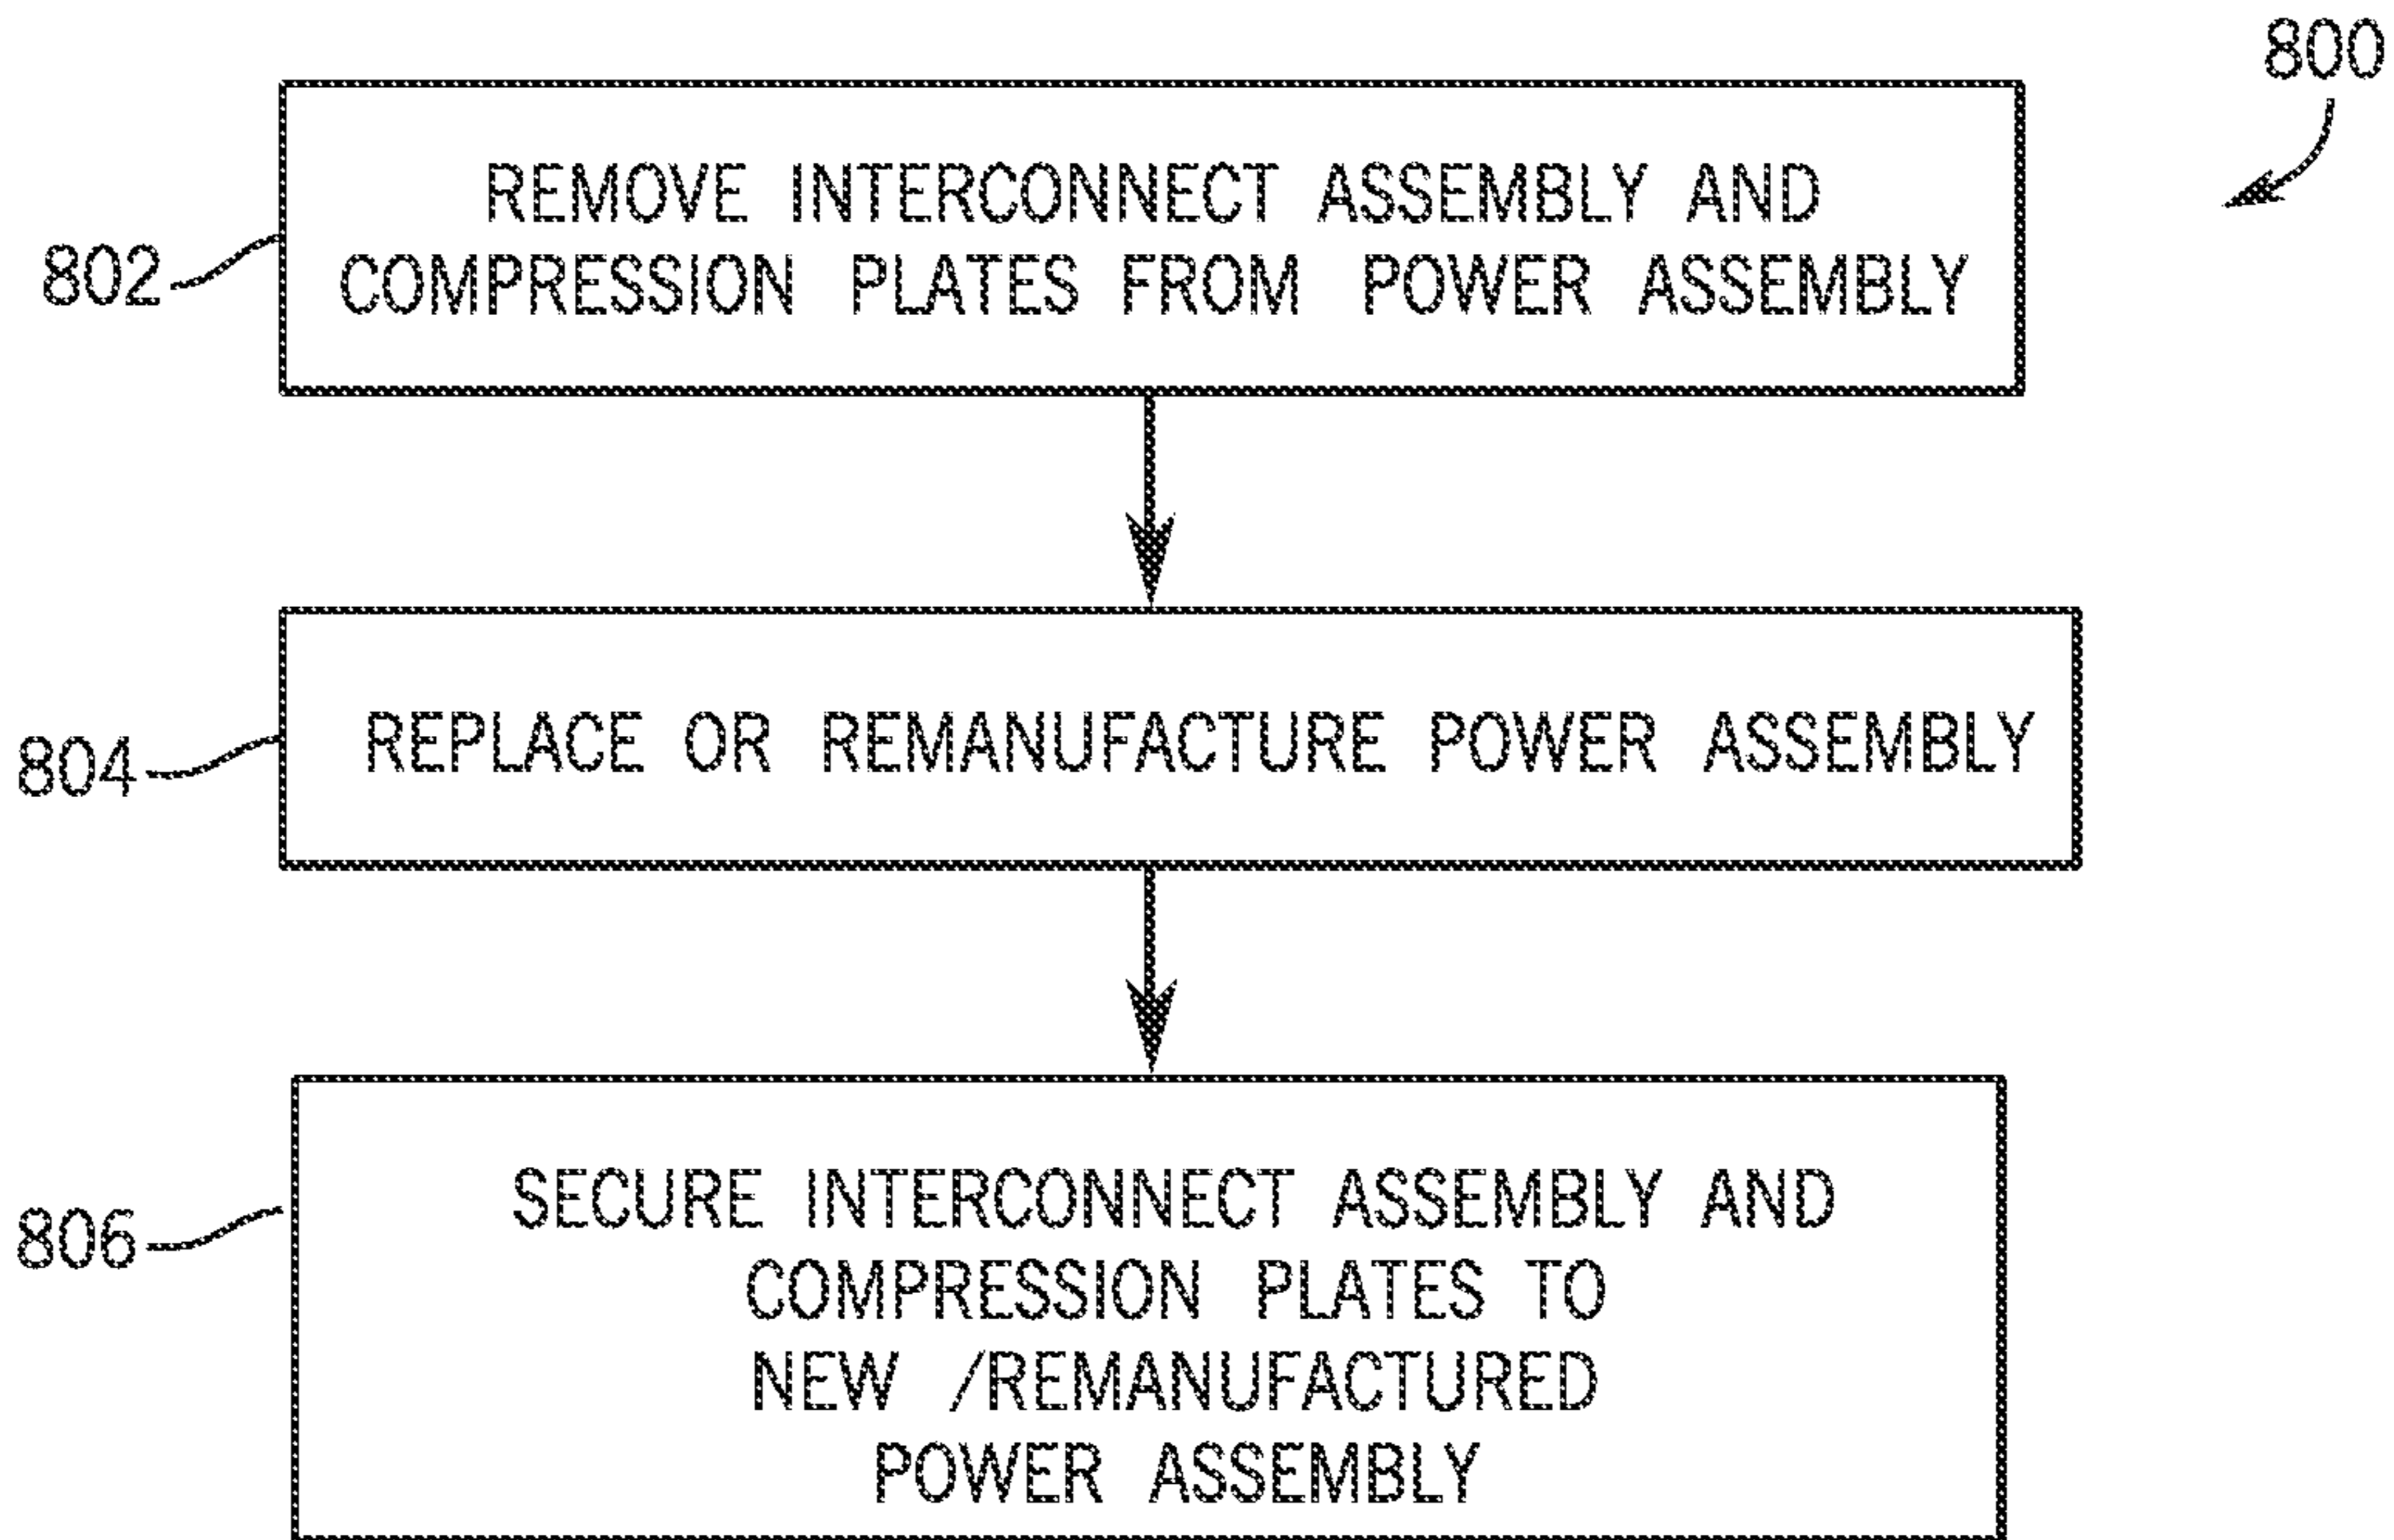 800
REMOVE INTERCONNECT ASSEMBLY AND
COMPRESSION PLATES FROM POWER ASSEMBLY
802
REPLACE OR REMANUFACTURE POWER ASSEMBLY
804
SECURE INTERCONNECT ASSEMBLY AND
COMPRESSION PLATES TO
NEW /REMANUFACTURED
POWER ASSEMBLY
806